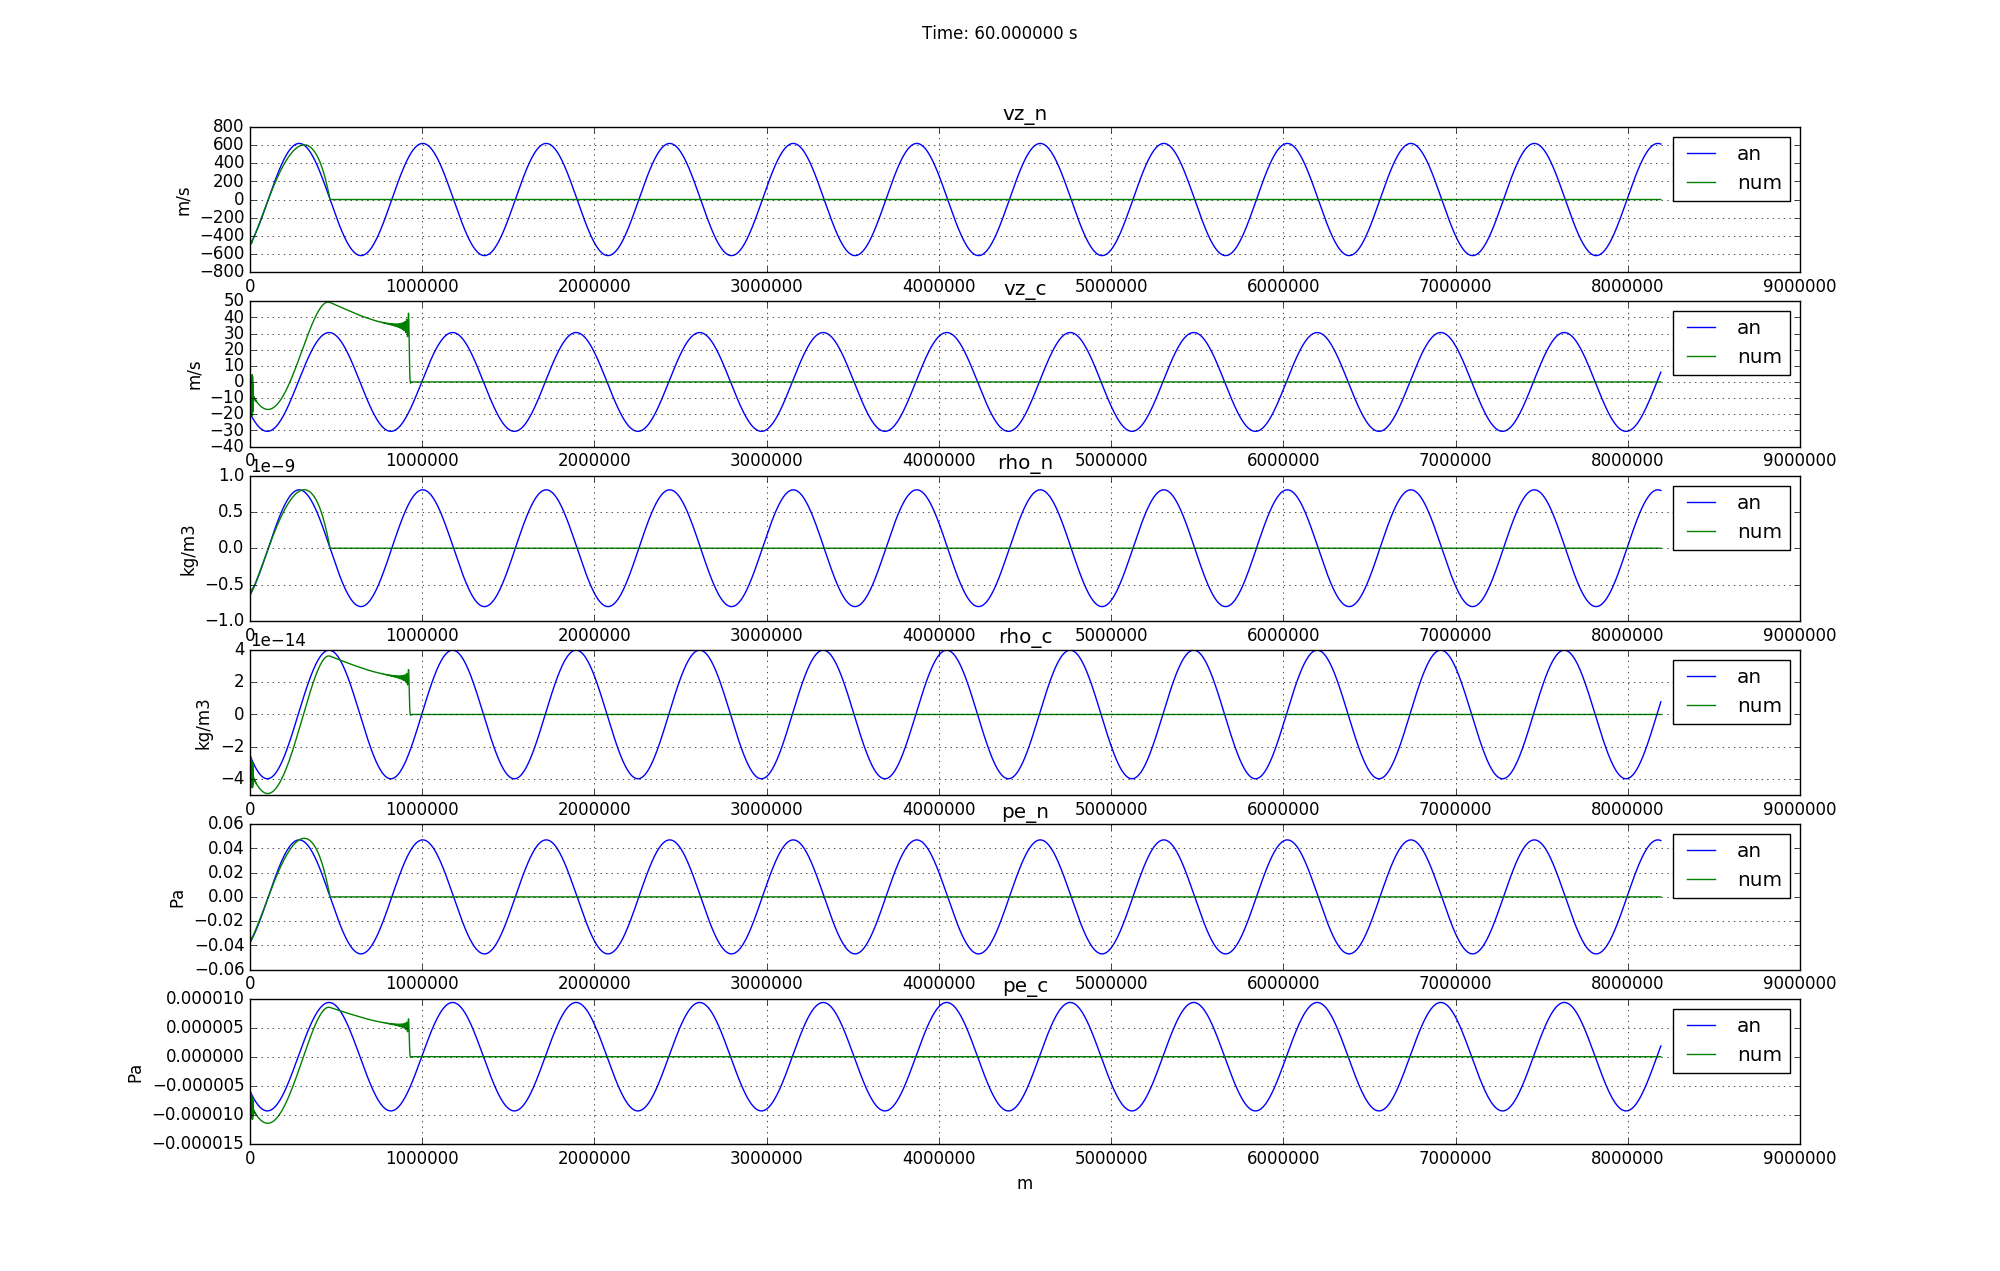 Time: 60.000000 s
vz_n
800
600
400
200
0
−200
−400
−600
−800
m/s
an
num
0 1000000 2000000 3000000 4000000 5000000 6000000 7000000 8000000 9000000
vz_c
50
40
30
20
10
0
−10
−20
−30
−40
m/s
an
num
0 1000000 2000000 3000000 4000000 5000000 6000000 7000000 8000000 9000000
1e−9
rho_n
1.0
0.5
0.0
−0.5
−1.0
kg/m3
an
num
0 1000000 2000000 3000000 4000000 5000000 6000000 7000000 8000000 9000000
1e−14
rho_c
4
2
0
−2
−4
kg/m3
an
num
0 1000000 2000000 3000000 4000000 5000000 6000000 7000000 8000000 9000000
pe_n
0.06
0.04
0.02
0.00
−0.02
−0.04
−0.06
Pa
an
num
0 1000000 2000000 3000000 4000000 5000000 6000000 7000000 8000000 9000000
pe_c
0.000010
0.000005
0.000000
−0.000005
−0.000010
−0.000015
Pa
an
num
0 1000000 2000000 3000000 4000000 5000000 6000000 7000000 8000000 9000000
m